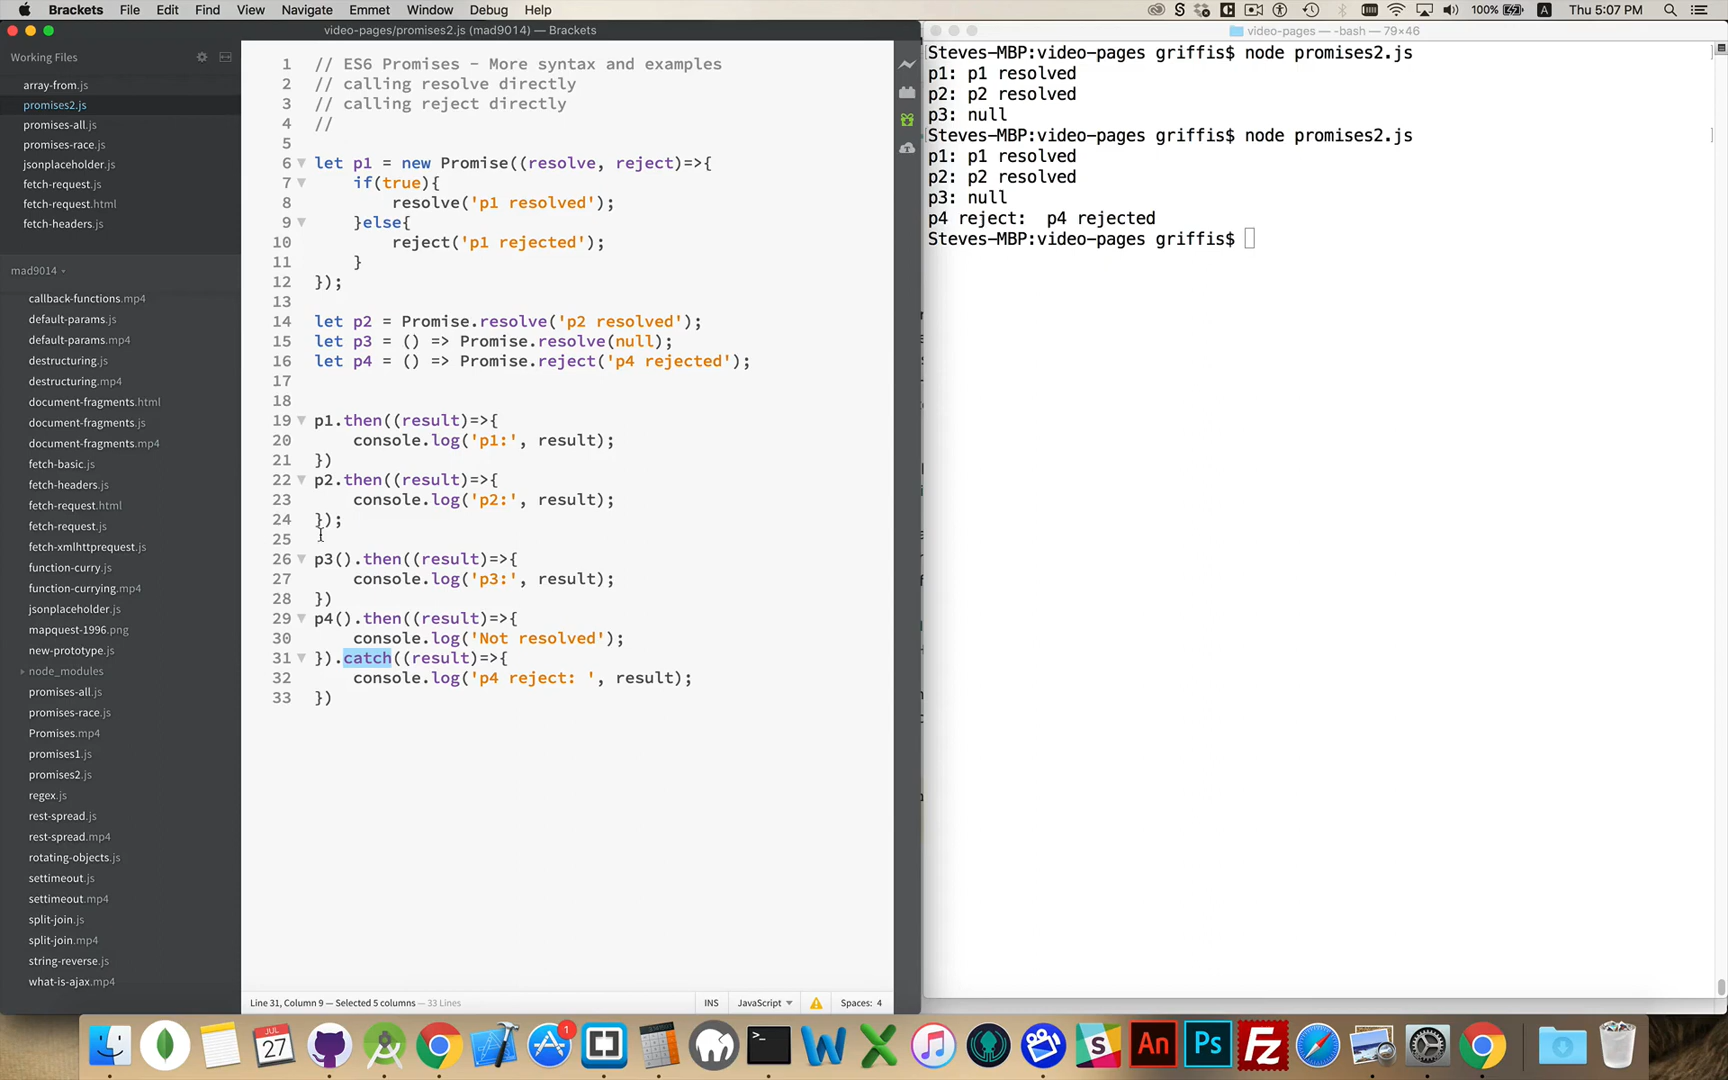 Brackets File Edit Find View Navigate Emmet Window Debug Help
100% Thu 5:07 PM
video-pages/promises2.js (mad9014) — Brackets
video-pages — -bash — 79×46
Working Files
array-from.js
promises2.js
promises-all.js
promises-race.js
jsonplaceholder.js
fetch-request.js
fetch-request.html
fetch-headers.js
mad9014
callback-functions.mp4
default-params.js
default-params.mp4
destructuring.js
destructuring.mp4
document-fragments.html
document-fragments.js
document-fragments.mp4
fetch-basic.js
fetch-headers.js
fetch-request.html
fetch-request.js
fetch-xmlhttprequest.js
function-curry.js
function-currying.mp4
jsonplaceholder.js
mapquest-1996.png
new-prototype.js
node_modules
promises-all.js
promises-race.js
Promises.mp4
promises1.js
promises2.js
regex.js
rest-spread.js
rest-spread.mp4
rotating-objects.js
settimeout.js
settimeout.mp4
split-join.js
split-join.mp4
string-reverse.js
what-is-ajax.mp4
1 // ES6 Promises - More syntax and examples
2 // calling resolve directly
3 // calling reject directly
4 //
5
6 let p1 = new Promise((resolve, reject)=>{
7 if(true){
8 resolve('p1 resolved');
9 }else{
10 reject('p1 rejected');
11 }
12 });
13
14 let p2 = Promise.resolve('p2 resolved');
15 let p3 = () => Promise.resolve(null);
16 let p4 = () => Promise.reject('p4 rejected');
17
18
19 p1.then((result)=>{
20 console.log('p1:', result);
21 })
22 p2.then((result)=>{
23 console.log('p2:', result);
24 });
25
26 p3().then((result)=>{
27 console.log('p3:', result);
28 })
29 p4().then((result)=>{
30 console.log('Not resolved');
31 }).catch((result)=>{
32 console.log('p4 reject: ', result);
33 })
Line 31, Column 9 — Selected 5 columns — 33 Lines
INS JavaScript Spaces: 4
Steves-MBP:video-pages griffis$ node promises2.js
p1: p1 resolved
p2: p2 resolved
p3: null
Steves-MBP:video-pages griffis$ node promises2.js
p1: p1 resolved
p2: p2 resolved
p3: null
p4 reject:  p4 rejected
Steves-MBP:video-pages griffis$
JUL
27
1
An
Ps
Fz